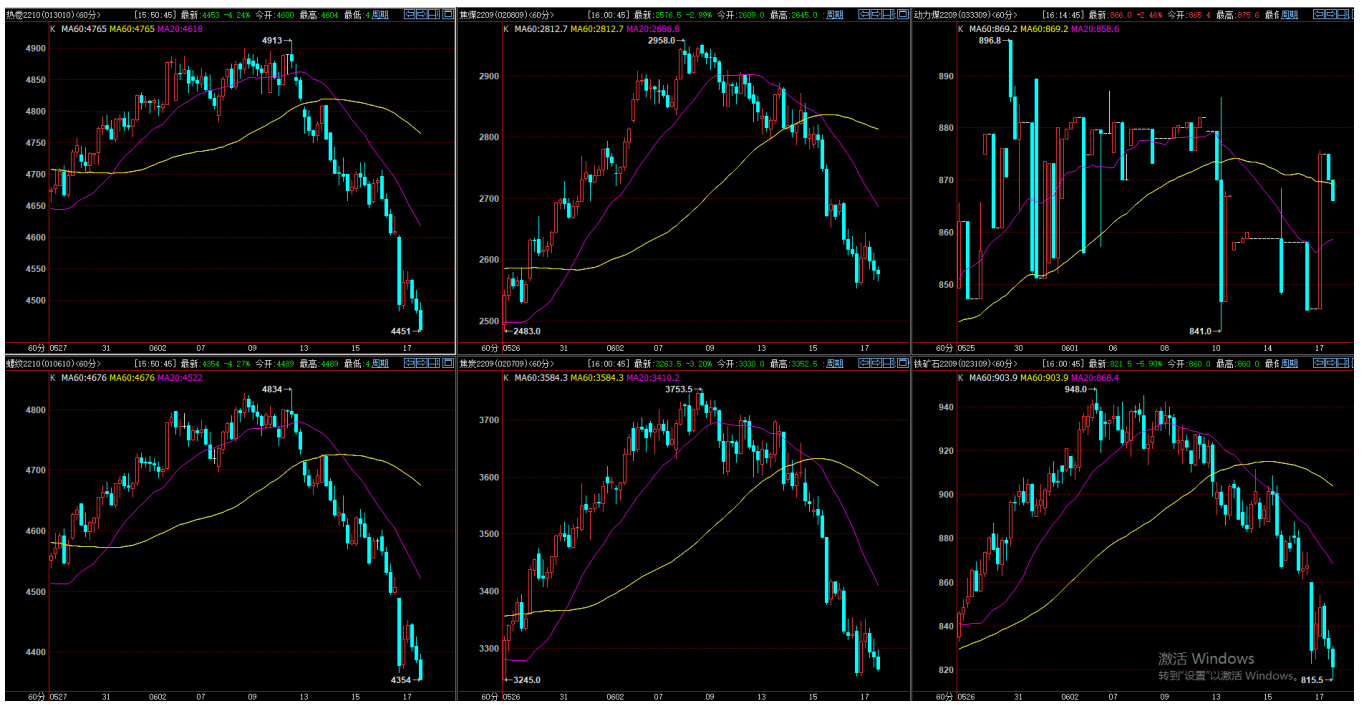 热卷2210(013010)<60分> [15:50:45] 最新:4453 -4.24% 今开:4600 最高:4604 最低:4 周期
K MA60:4765 MA60:4765 MA20:4618
4913→
4900
4850
4800
4750
4700
4650
4600
4550
4500
4451→
60分 0527 31 0602 07 09 13 15 17
焦煤2209(020809)<60分> [16:00:45] 最新:2576.5 -2.99% 今开:2609.0 最高:2645.0 周期
K MA60:2812.7 MA60:2812.7 MA20:2686.8
2958.0→
2900
2800
2700
2600
2500
←2483.0
60分 0526 31 0602 07 09 13 15 17
动力煤2209(033309)<60分> [16:14:45] 最新:866.0 +2.46% 今开:865.4 最高:875.6 最低 周期
K MA60:869.2 MA60:869.2 MA20:858.6
896.8→
890
880
870
860
850
841.0→
60分 0525 30 0601 06 08 10 14 17
螺纹2210(010610)<60分> [15:50:45] 最新:4354 -4.27% 今开:4489 最高:4489 最低:4 周期
K MA60:4676 MA60:4676 MA20:4522
4834→
4800
4700
4600
4500
4400
4354→
60分 0527 31 0602 07 09 13 15 17
焦炭2209(020709)<60分> [16:00:45] 最新:3263.5 -3.20% 今开:3330.0 最高:3352.5 周期
K MA60:3584.3 MA60:3584.3 MA20:3410.2
3753.5→
3700
3600
3500
3400
3300
←3245.0
60分 0526 31 0602 07 09 13 15 17
铁矿石2209(023109)<60分> [16:00:45] 最新:821.5 -5.90% 今开:860.0 最高:860.0 最低 周期
K MA60:903.9 MA60:903.9 MA20:868.4
948.0→
940
920
900
880
860
840
820
815.5→
60分 0526 31 0602 07 09 13 15 17
激活 Windows
转到"设置"以激活 Windows。